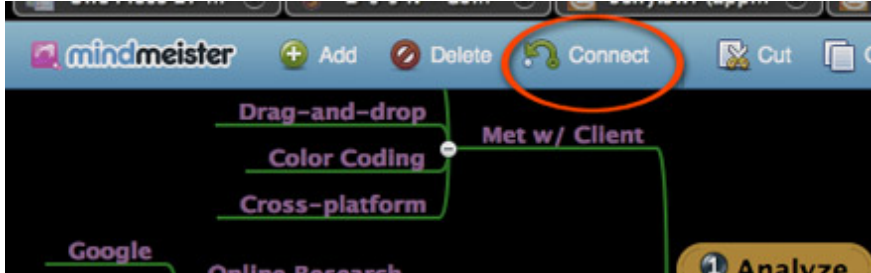 mindmeister Add Delete Connect Cut
Drag-and-drop
Met w/ Client
Color Coding
Cross-platform
Google
Online Research
1 Analyze